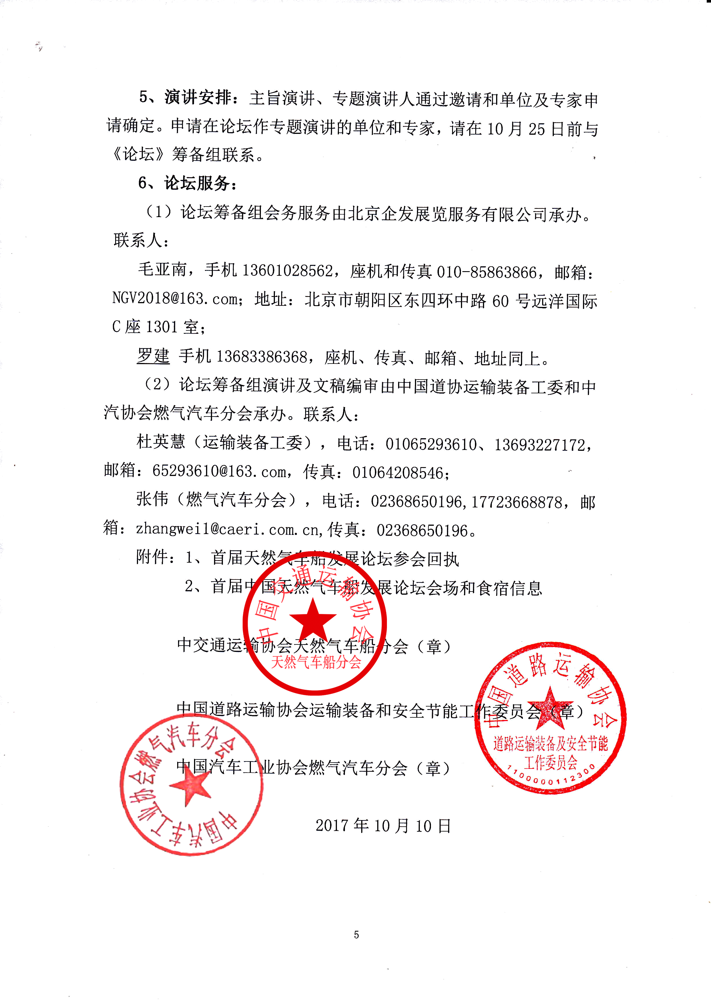 5、演讲安排：主旨演讲、专题演讲人通过邀请和单位及专家申
请确定。申请在论坛作专题演讲的单位和专家，请在 10 月 25 日前与
《论坛》筹备组联系。
6、论坛服务：
（1）论坛筹备组会务服务由北京企发展览服务有限公司承办。
联系人：
毛亚南，手机 13601028562，座机和传真 010-85863866，邮箱：
NGV2018@163.com；地址：北京市朝阳区东四环中路 60 号远洋国际
C 座 1301 室；
罗建 手机 13683386368，座机、传真、邮箱、地址同上。
（2）论坛筹备组演讲及文稿编审由中国道协运输装备工委和中
汽协会燃气汽车分会承办。联系人：
杜英慧（运输装备工委），电话：01065293610、13693227172，
邮箱：65293610@163.com，传真：01064208546；
张伟（燃气汽车分会），电话：02368650196,17723668878，邮
箱：zhangwei1@caeri.com.cn,传真：02368650196。
附件：1、首届天然气车船发展论坛参会回执
2、首届中国天然气车船发展论坛会场和食宿信息
中国交通运输协会
中交通运输协会天然气车船分会（章）
天然气车船分会
中国道路运输协会
中国道路运输协会运输装备和安全节能工作委员会（章）
道路运输装备及安全节能
工作委员会
1100000112300
中国汽车工业协会燃气汽车分会
中国汽车工业协会燃气汽车分会（章）
2017 年 10 月 10 日
5